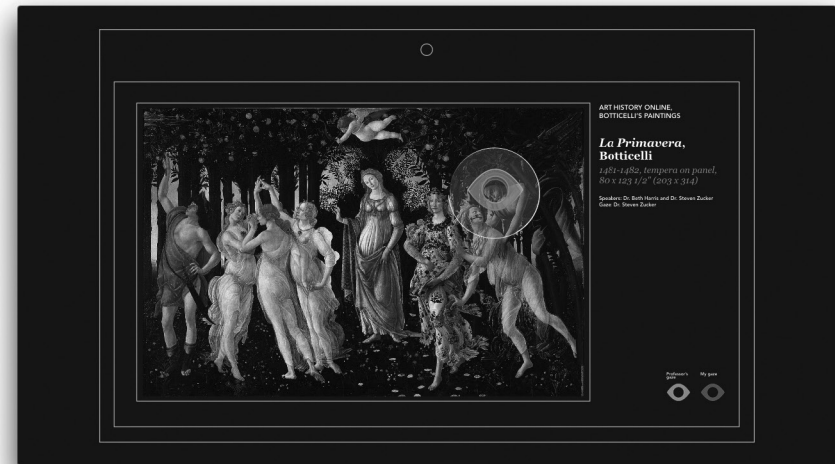 ART HISTORY ONLINE,
BOTTICELLI'S PAINTINGS
La Primavera,
Botticelli
1481-1482, tempera on panel,
80 x 123 1/2" (203 x 314)
Speakers: Dr. Beth Harris and Dr. Steven Zucker
Gaze: Dr. Steven Zucker
Professor's
gaze
My gaze